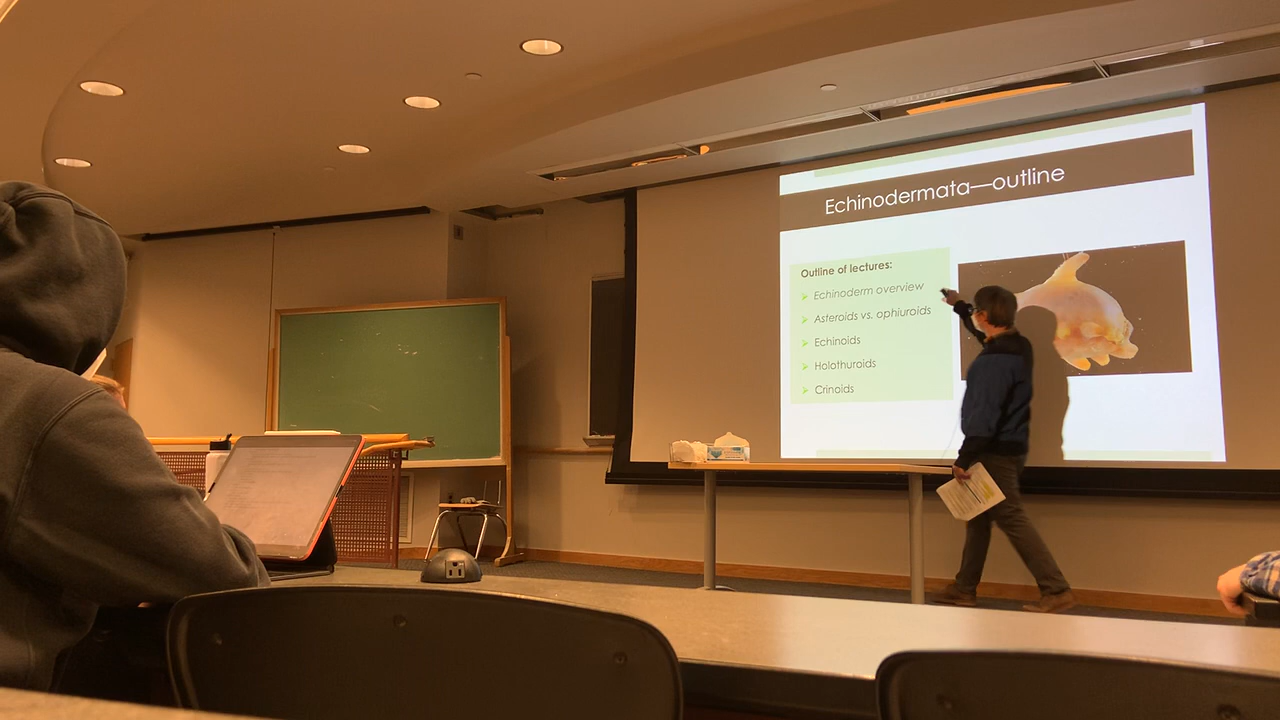 Echinodermata—outline
Outline of lectures:
Echinoderm overview
Asteroids vs. ophiuroids
Echinoids
Holothuroids
Crinoids